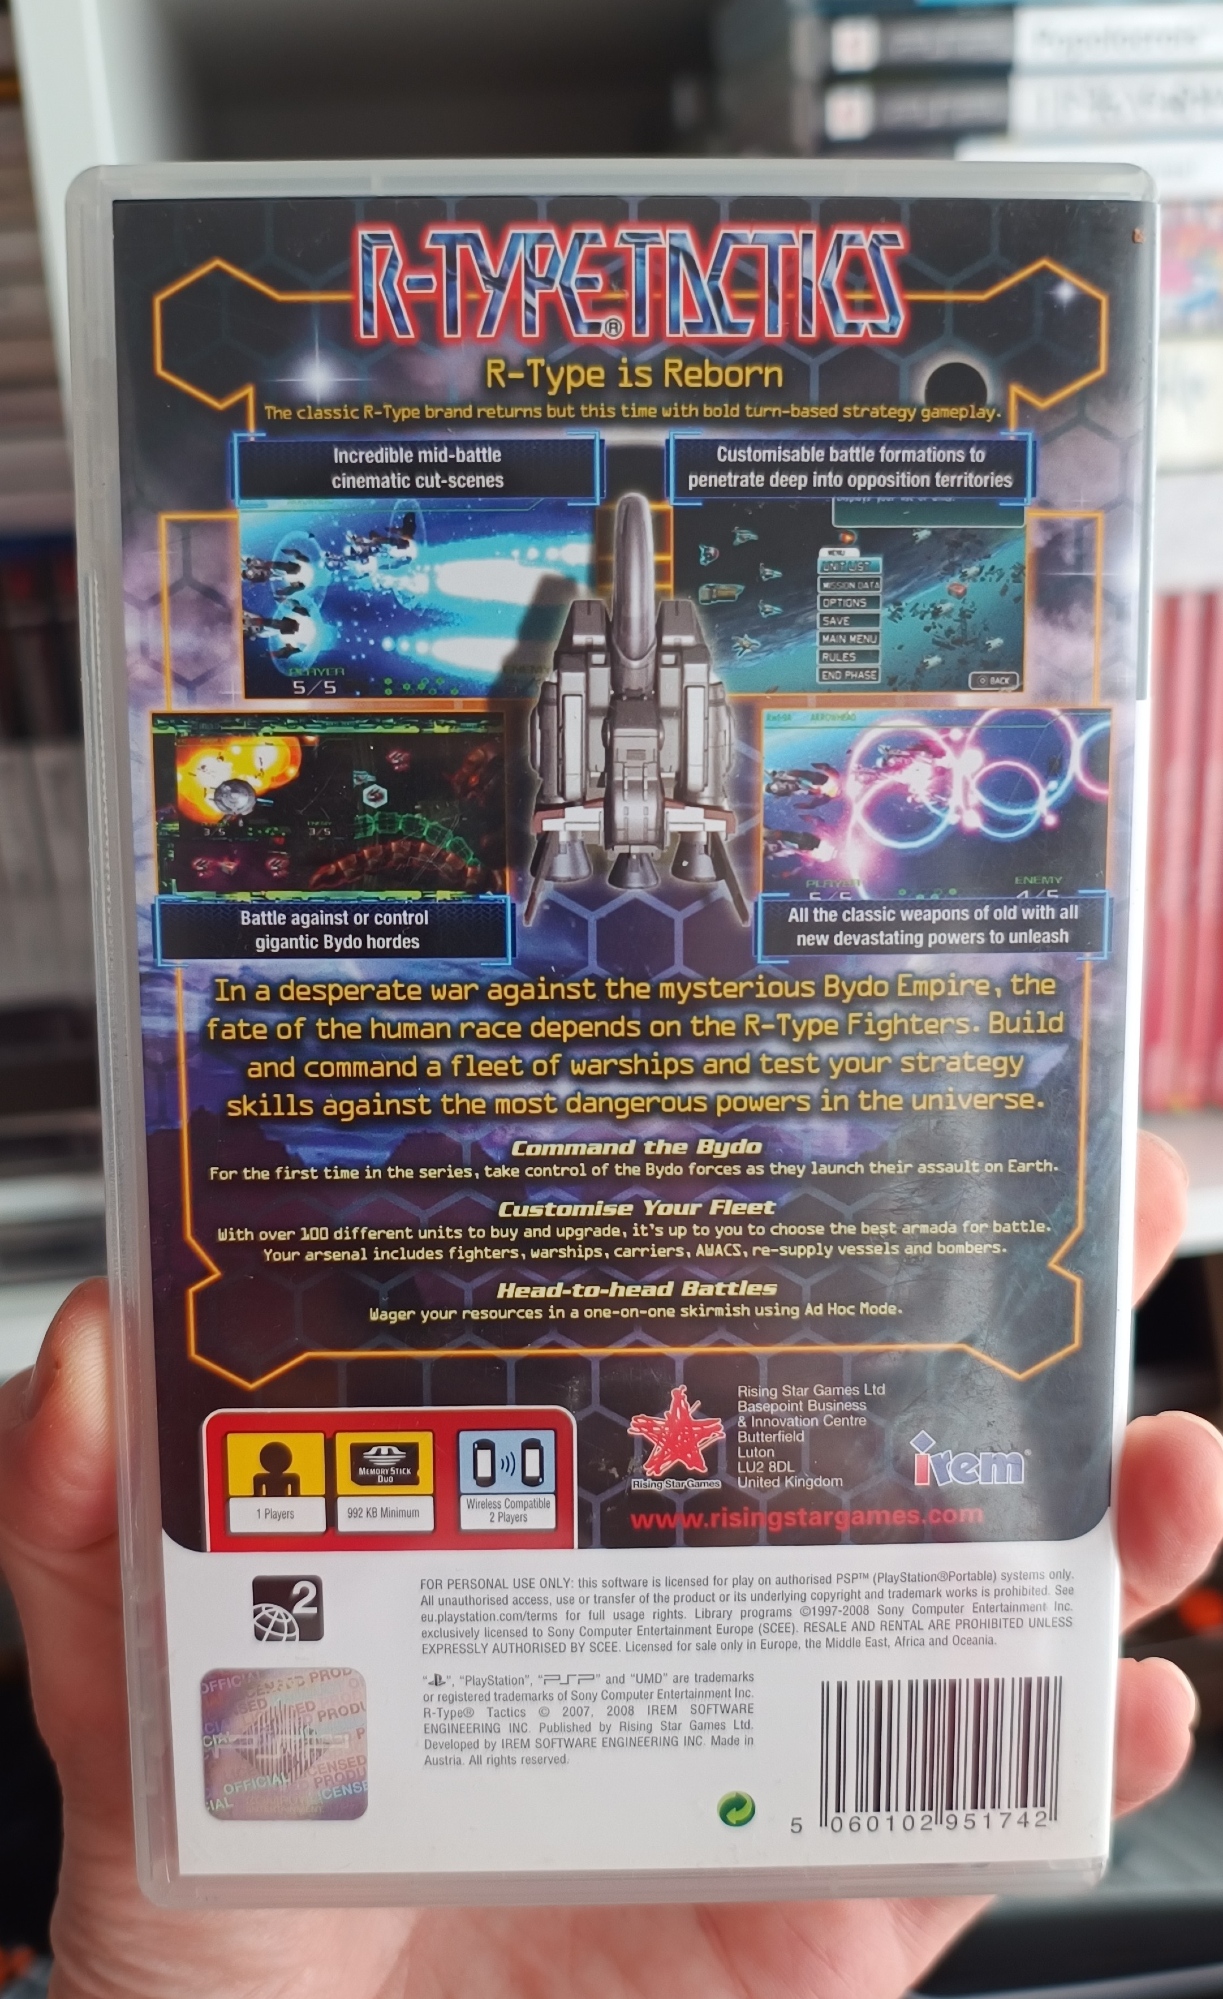 R-TYPE® TACTICS
R-Type is Reborn
The classic R-Type brand returns but this time with bold turn-based strategy gameplay.
Incredible mid-battle
cinematic cut-scenes
Customisable battle formations to
penetrate deep into opposition territories
MENU
UNIT LIST
MISSION DATA
OPTIONS
SAVE
MAIN MENU
RULES
END PHASE
BACK
PLAYER
5/5
ENEMY
3/5
3/5
ARROWHEAD
PLAYER
5/5
ENEMY
4/5
Battle against or control
gigantic Bydo hordes
All the classic weapons of old with all
new devastating powers to unleash
In a desperate war against the mysterious Bydo Empire, the
fate of the human race depends on the R-Type Fighters. Build
and command a fleet of warships and test your strategy
skills against the most dangerous powers in the universe.
Command the Bydo
For the first time in the series, take control of the Bydo forces as they launch their assault on Earth.
Customise Your Fleet
With over 100 different units to buy and upgrade, it's up to you to choose the best armada for battle.
Your arsenal includes fighters, warships, carriers, AWACS, re-supply vessels and bombers.
Head-to-head Battles
Wager your resources in a one-on-one skirmish using Ad Hoc Mode.
1 Players
MEMORY STICK
DUO
992 KB Minimum
Wireless Compatible
2 Players
Rising Star Games
Rising Star Games Ltd
Basepoint Business
& Innovation Centre
Butterfield
Luton
LU2 8DL
United Kingdom
irem®
www.risingstargames.com
2
FOR PERSONAL USE ONLY: this software is licensed for play on authorised PSP™ (PlayStation®Portable) systems only.
All unauthorised access, use or transfer of the product or its underlying copyright and trademark works is prohibited. See
eu.playstation.com/terms for full usage rights. Library programs ©1997-2008 Sony Computer Entertainment Inc.
exclusively licensed to Sony Computer Entertainment Europe (SCEE). RESALE AND RENTAL ARE PROHIBITED UNLESS
EXPRESSLY AUTHORISED BY SCEE. Licensed for sale only in Europe, the Middle East, Africa and Oceania.
"", "PlayStation", "PSP" and "UMD" are trademarks
or registered trademarks of Sony Computer Entertainment Inc.
R-Type® Tactics © 2007, 2008 IREM SOFTWARE
ENGINEERING INC. Published by Rising Star Games Ltd.
Developed by IREM SOFTWARE ENGINEERING INC. Made in
Austria. All rights reserved.
OFFICIAL LICENSED PRODU
5 060102 951742